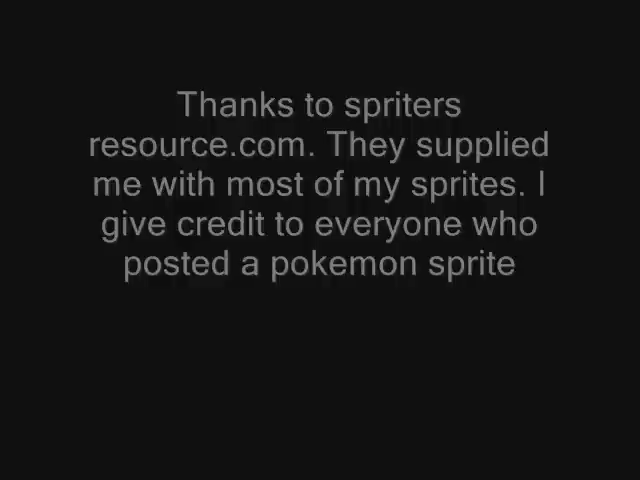 Thanks to spriters
resource.com. They supplied
me with most of my sprites. I
give credit to everyone who
posted a pokemon sprite